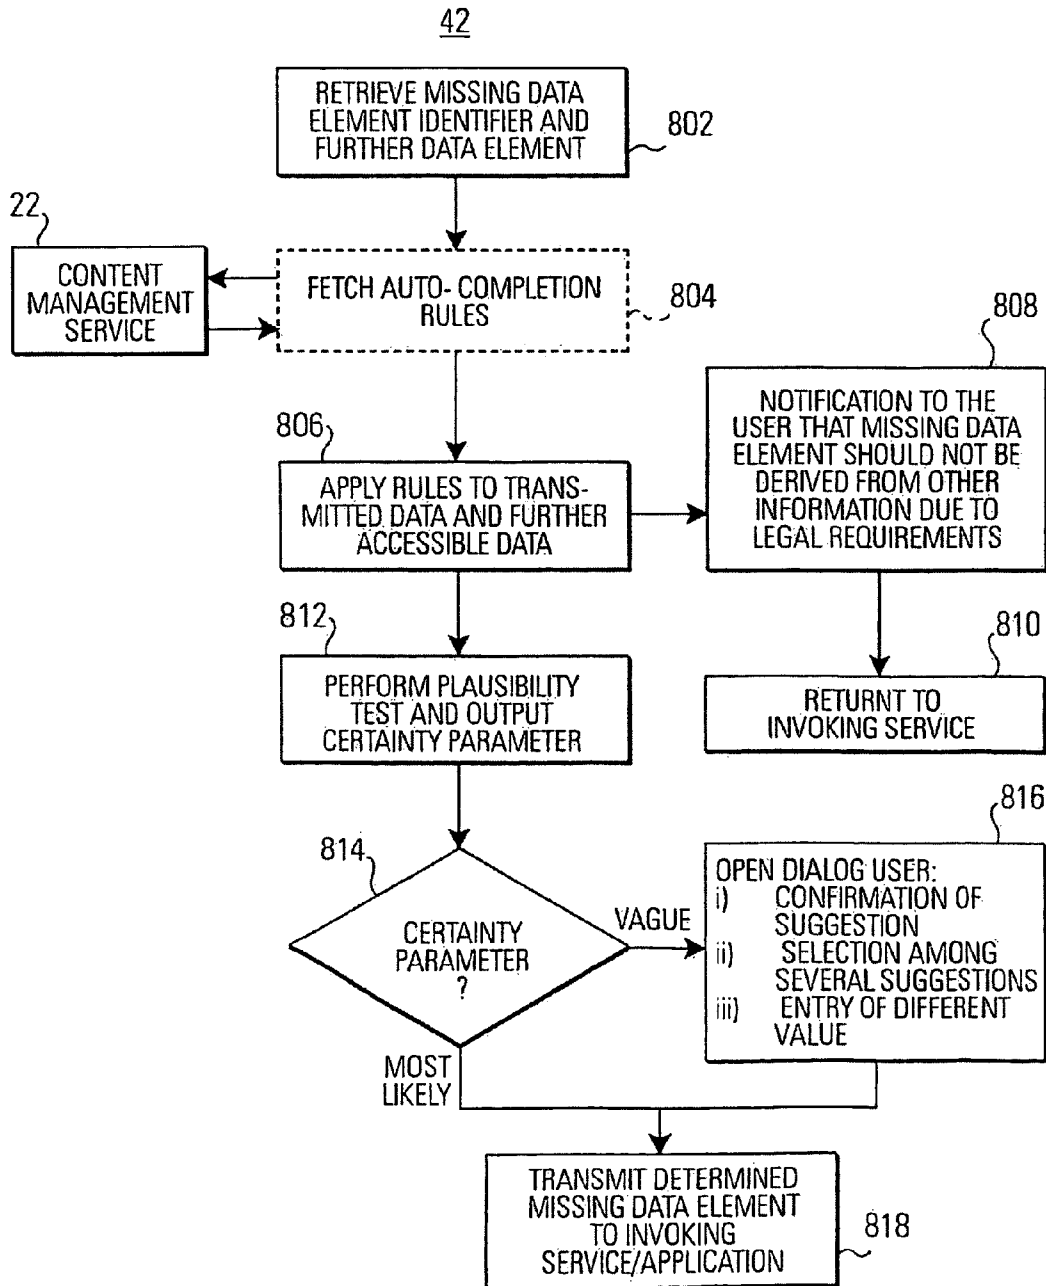 42
RETRIEVE MISSING DATA
ELEMENT IDENTIFIER AND
FURTHER DATA ELEMENT
802
22
CONTENT
MANAGEMENT
SERVICE
FETCH AUTO- COMPLETION
RULES
804
808
NOTIFICATION TO THE
USER THAT MISSING DATA
ELEMENT SHOULD NOT BE
DERIVED FROM OTHER
INFORMATION DUE TO
LEGAL REQUIREMENTS
806
APPLY RULES TO TRANS-
MITTED DATA AND FURTHER
ACCESSIBLE DATA
812
PERFORM PLAUSIBILITY
TEST AND OUTPUT
CERTAINTY PARAMETER
810
RETURNT TO
INVOKING SERVICE
814
CERTAINTY
PARAMETER
?
VAGUE
816
OPEN DIALOG USER:
i) CONFIRMATION OF
SUGGESTION
ii) SELECTION AMONG
SEVERAL SUGGESTIONS
iii) ENTRY OF DIFFERENT
VALUE
MOST
LIKELY
TRANSMIT DETERMINED
MISSING DATA ELEMENT
TO INVOKING
SERVICE/APPLICATION
818